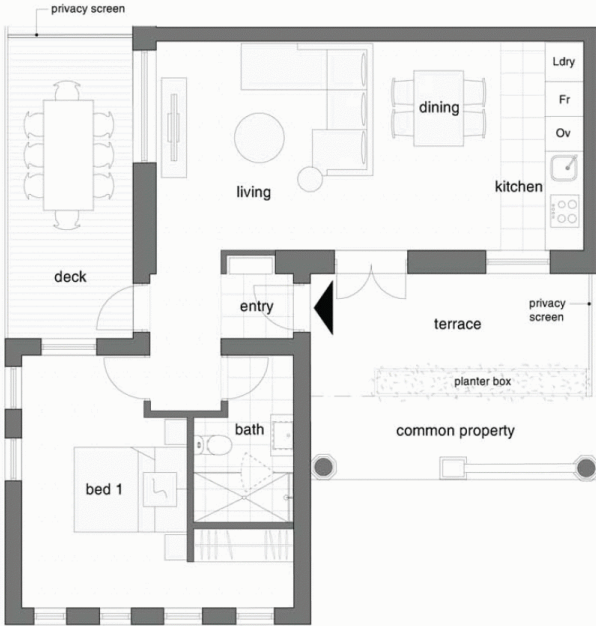 privacy screen
Ldry
Fr
dining
Ov
kitchen
living
deck
entry
privacy
screen
terrace
planter box
bath
common property
bed 1